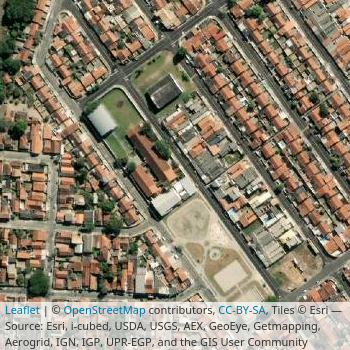 Leaflet | © OpenStreetMap contributors, CC-BY-SA, Tiles © Esri —
Source: Esri, i-cubed, USDA, USGS, AEX, GeoEye, Getmapping,
Aerogrid, IGN, IGP, UPR-EGP, and the GIS User Community